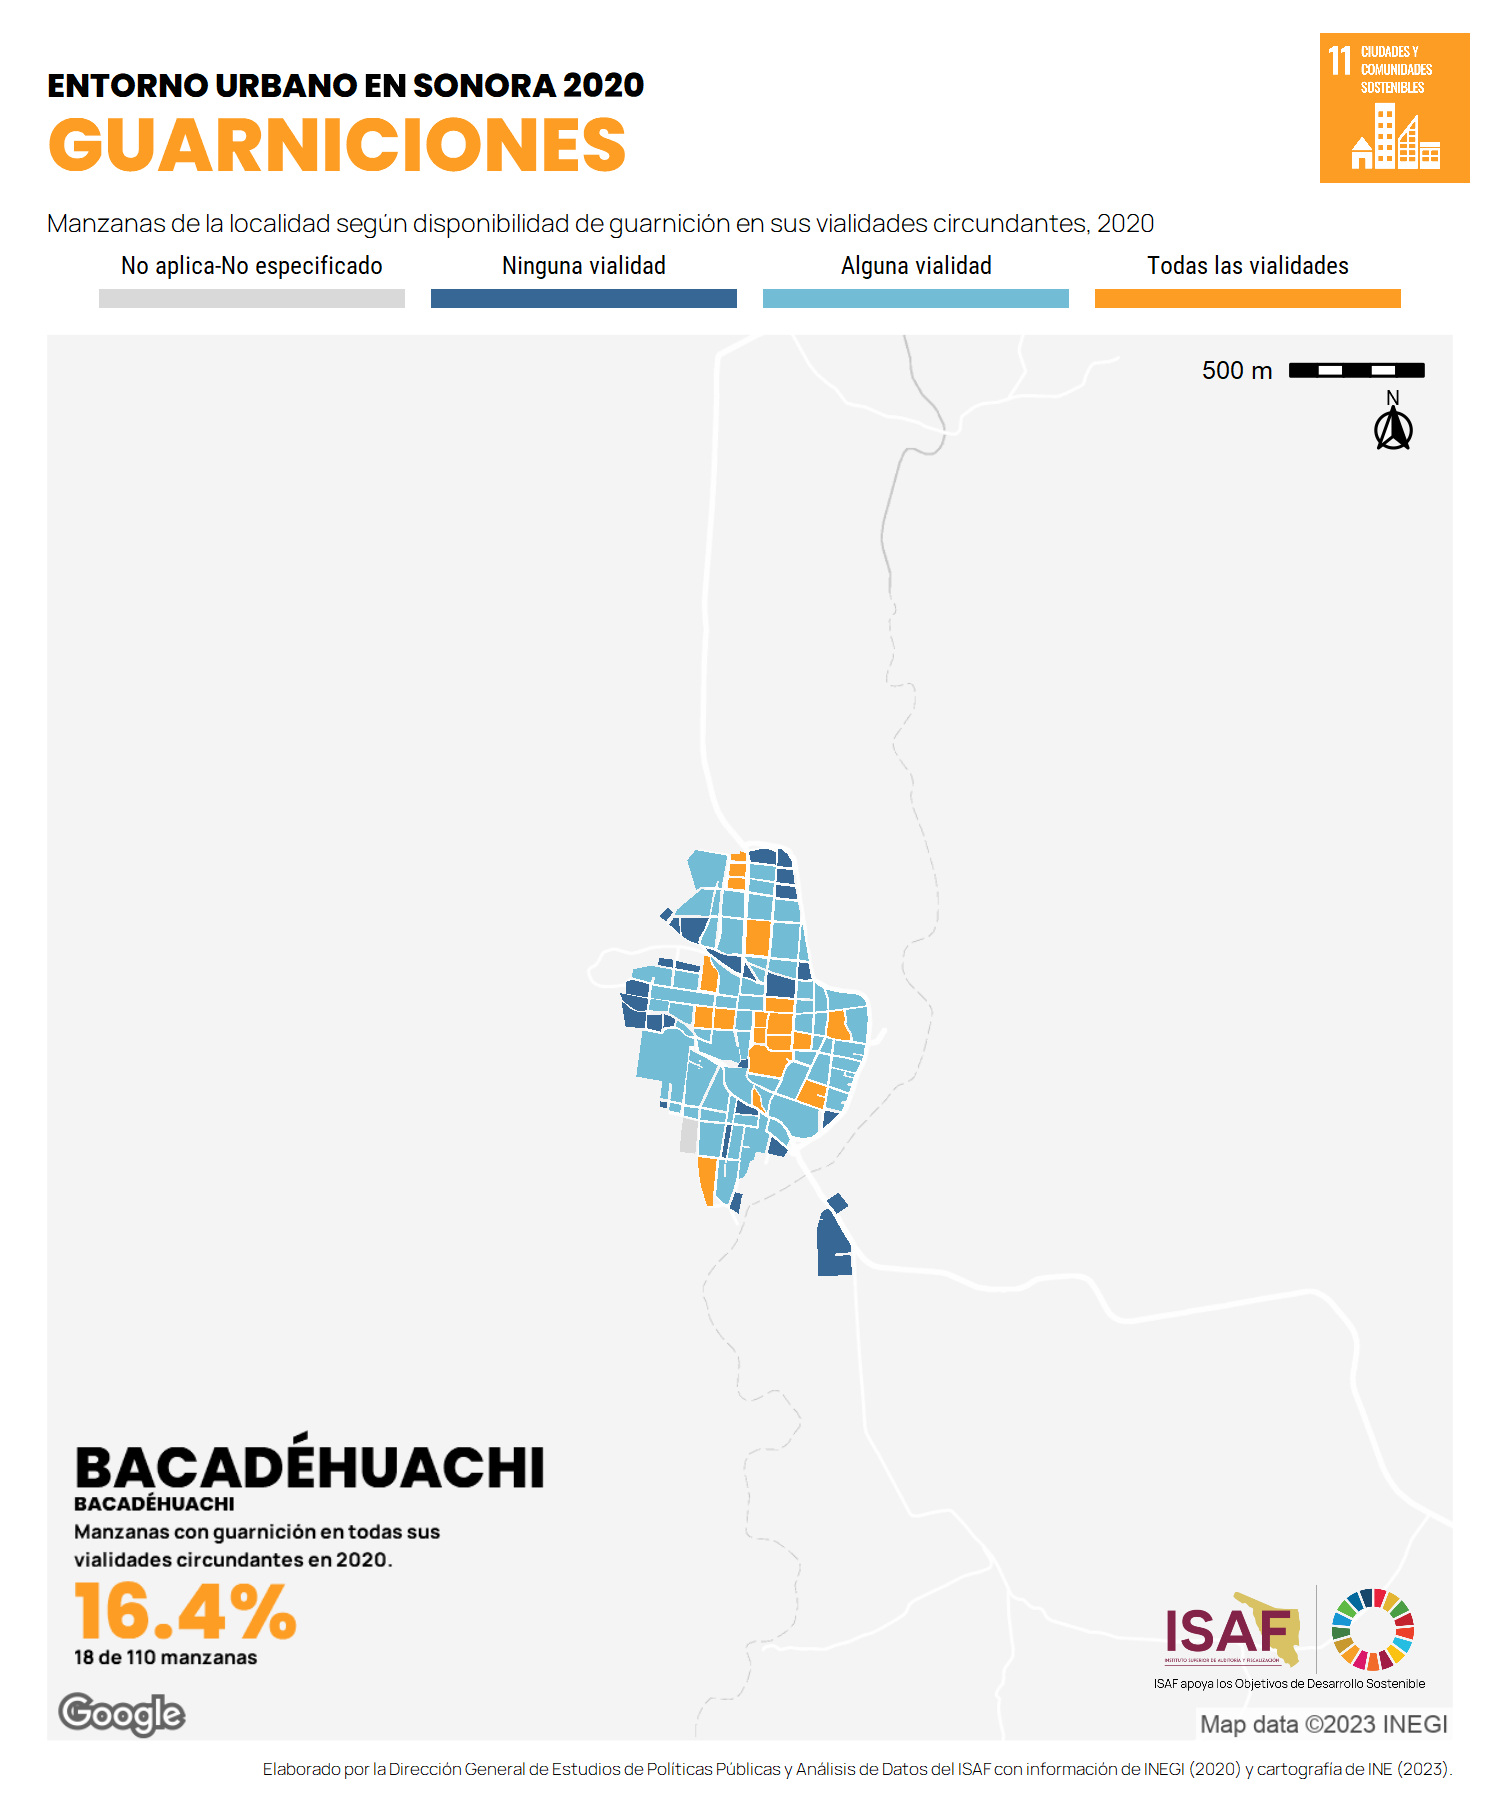 ENTORNO URBANO EN SONORA 2020
GUARNICIONES
11 CIUDADES Y
COMUNIDADES
SOSTENIBLES
Manzanas de la localidad según disponibilidad de guarnición en sus vialidades circundantes, 2020
No aplica-No especificado
Ninguna vialidad
Alguna vialidad
Todas las vialidades
500 m
N
BACADÉHUACHI
BACADÉHUACHI
Manzanas con guarnición en todas sus
vialidades circundantes en 2020.
16.4%
18 de 110 manzanas
Google
ISAF
INSTITUTO SUPERIOR DE AUDITORÍA Y FISCALIZACIÓN
ISAF apoya los Objetivos de Desarrollo Sostenible
Map data ©2023 INEGI
Elaborado por la Dirección General de Estudios de Políticas Públicas y Análisis de Datos del ISAF con información de INEGI (2020) y cartografía de INE (2023).